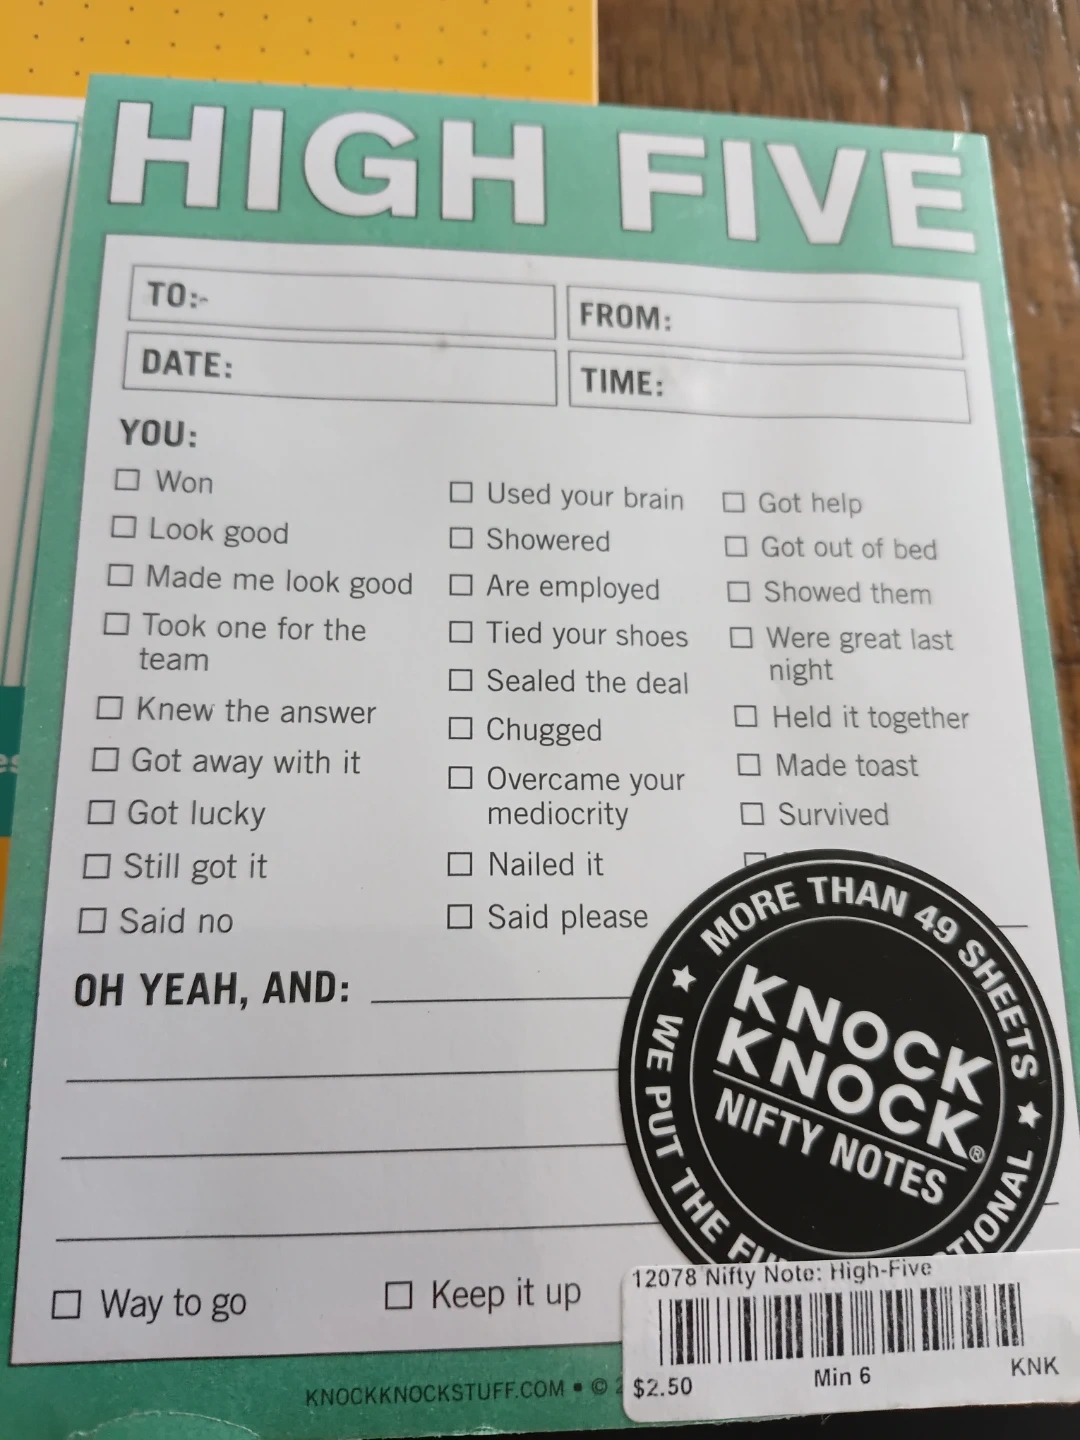 HIGH FIVE
TO:-
FROM:
DATE:
TIME:
YOU:
Won
Look good
Made me look good
Took one for the
team
Knew the answer
Got away with it
Got lucky
Still got it
Said no
Used your brain
Showered
Are employed
Tied your shoes
Sealed the deal
Chugged
Overcame your
mediocrity
Nailed it
Said please
Got help
Got out of bed
Showed them
Were great last
night
Held it together
Made toast
Survived
OH YEAH, AND:
Way to go
Keep it up
★ MORE THAN 49 SHEETS ★
WE PUT THE
KNOCK
KNOCK®
NIFTY NOTES
12078 Nifty Note: High-Five
$2.50
Min 6
KNK
KNOCKKNOCKSTUFF.COM ▪ ©